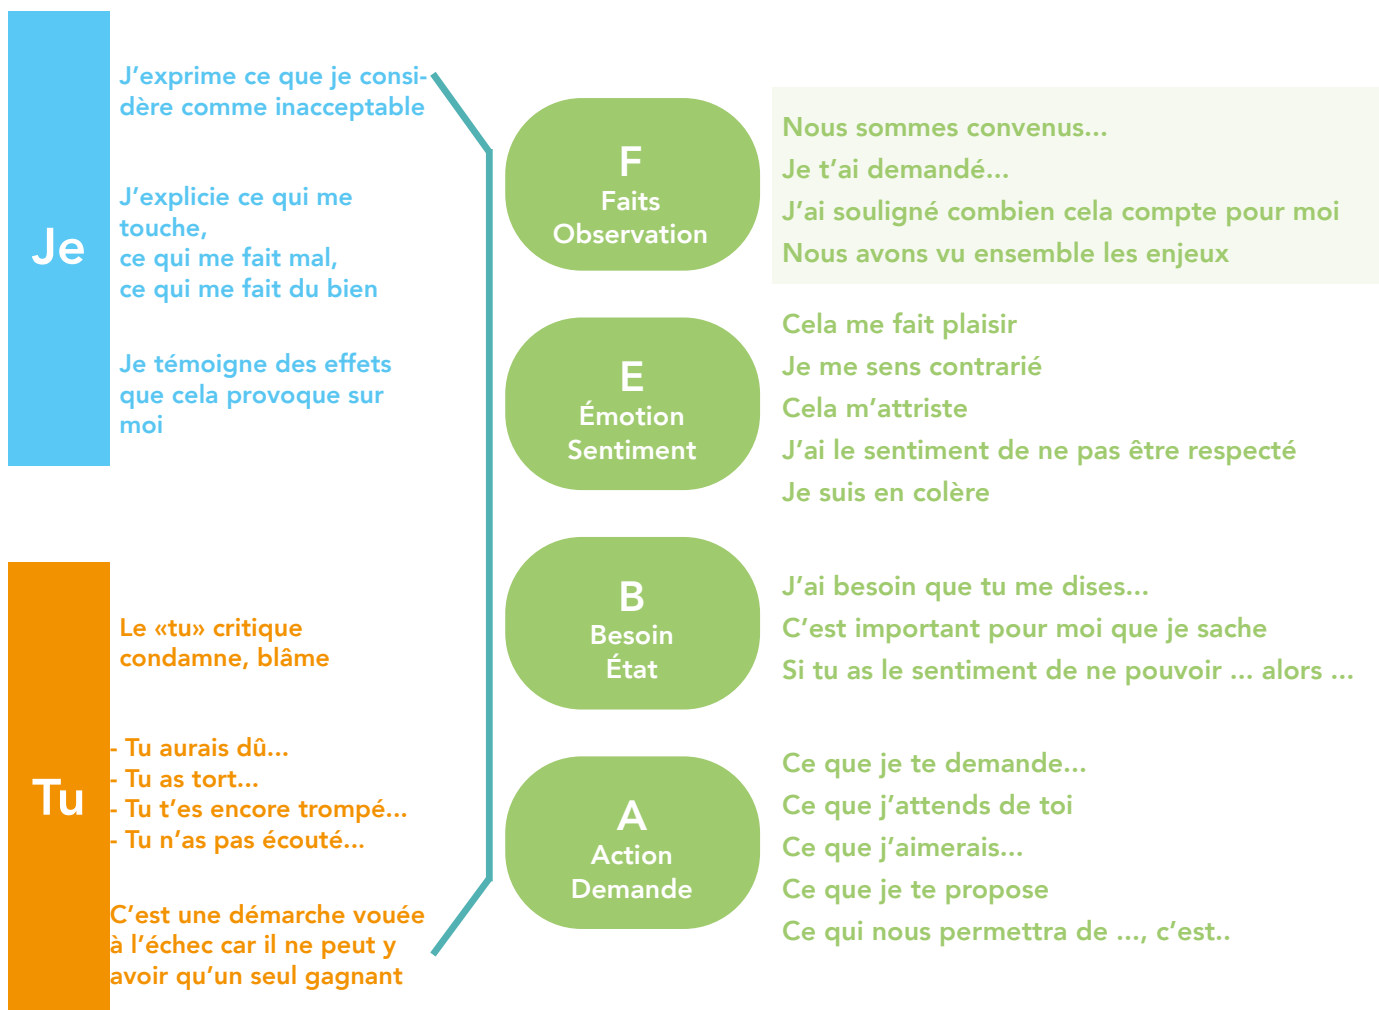 Je
J’exprime ce que je consi-
dère comme inacceptable
J’explicie ce qui me
touche,
ce qui me fait mal,
ce qui me fait du bien
Je témoigne des effets
que cela provoque sur
moi
Tu
Le «tu» critique
condamne, blâme
- Tu aurais dû...
- Tu as tort...
- Tu t’es encore trompé...
- Tu n’as pas écouté...
C’est une démarche vouée
à l’échec car il ne peut y
avoir qu’un seul gagnant
F
Faits
Observation
Nous sommes convenus...
Je t’ai demandé...
J’ai souligné combien cela compte pour moi
Nous avons vu ensemble les enjeux
E
Émotion
Sentiment
Cela me fait plaisir
Je me sens contrarié
Cela m’attriste
J’ai le sentiment de ne pas être respecté
Je suis en colère
B
Besoin
État
J’ai besoin que tu me dises...
C’est important pour moi que je sache
Si tu as le sentiment de ne pouvoir ... alors ...
A
Action
Demande
Ce que je te demande...
Ce que j’attends de toi
Ce que j’aimerais...
Ce que je te propose
Ce qui nous permettra de ..., c’est..